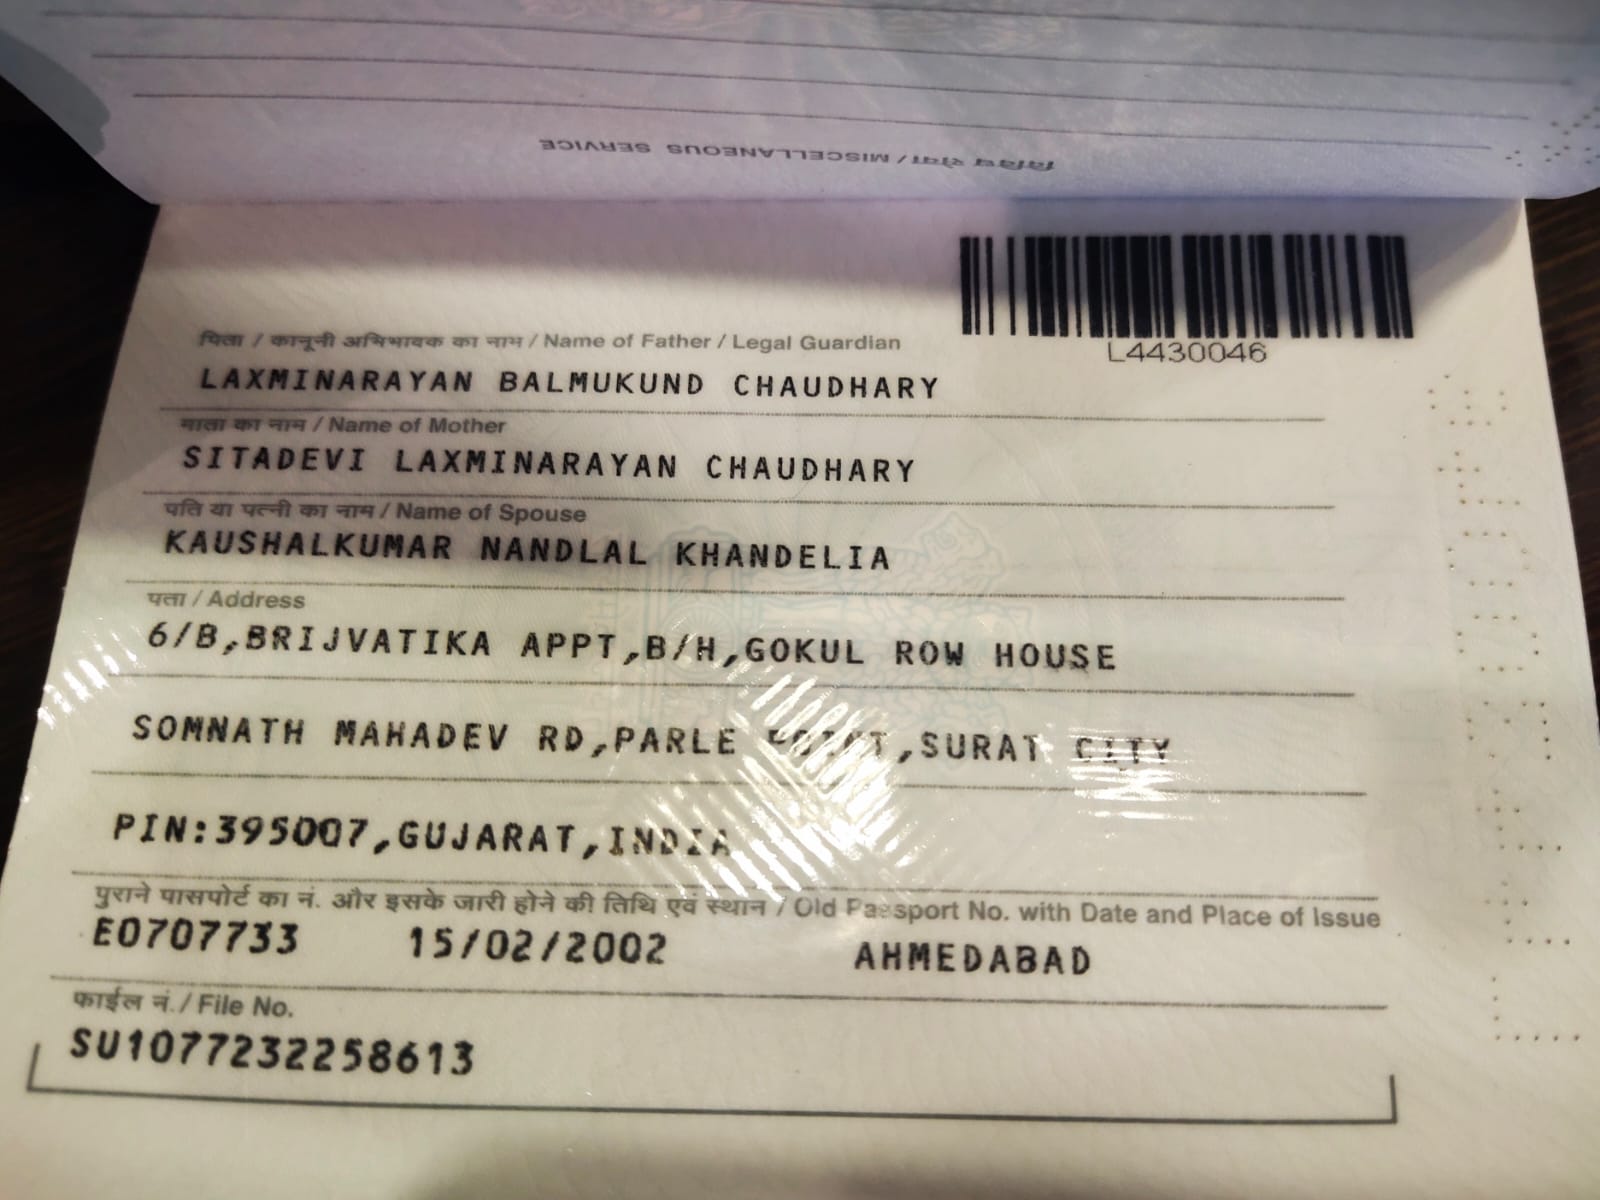 विविध सेवा / MISCELLANEOUS SERVICE
L4430046
पिता / कानूनी अभिभावक का नाम / Name of Father / Legal Guardian
LAXMINARAYAN BALMUKUND CHAUDHARY
माता का नाम / Name of Mother
SITADEVI LAXMINARAYAN CHAUDHARY
पति या पत्नी का नाम / Name of Spouse
KAUSHALKUMAR NANDLAL KHANDELIA
पता / Address
6/B,BRIJVATIKA APPT,B/H,GOKUL ROW HOUSE
SOMNATH MAHADEV RD,PARLE POINT,SURAT CITY
PIN:395007,GUJARAT,INDIA
पुराने पासपोर्ट का नं. और इसके जारी होने की तिथि एवं स्थान / Old Passport No. with Date and Place of Issue
E0707733 15/02/2002 AHMEDABAD
फाईल नं. / File No.
SU1077232258613